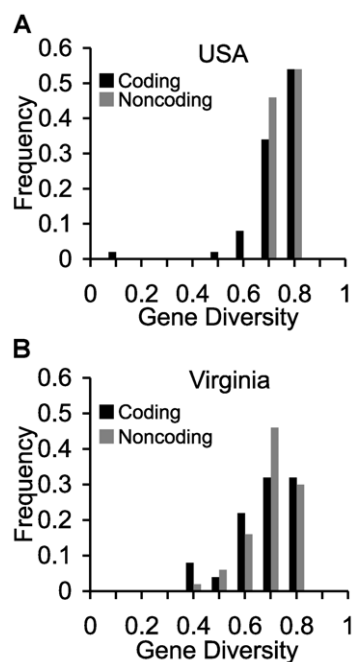 A
USA
0.6
0.5
0.4
0.3
0.2
0.1
0
Frequency
Coding
Noncoding
0 0.2 0.4 0.6 0.8 1
Gene Diversity
B
Virginia
0.6
0.5
0.4
0.3
0.2
0.1
0
Frequency
Coding
Noncoding
0 0.2 0.4 0.6 0.8 1
Gene Diversity